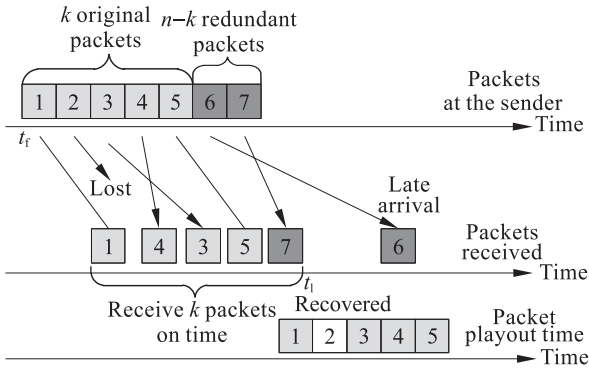 k original
packets
n−k redundant
packets
1 2 3 4 5 6 7
Packets
at the sender
Time
t_f
Lost
Late
arrival
1 4 3 5 7 6
Packets
received
Time
t_l
Receive k packets
on time
Recovered
1 2 3 4 5
Packet
playout time
Time